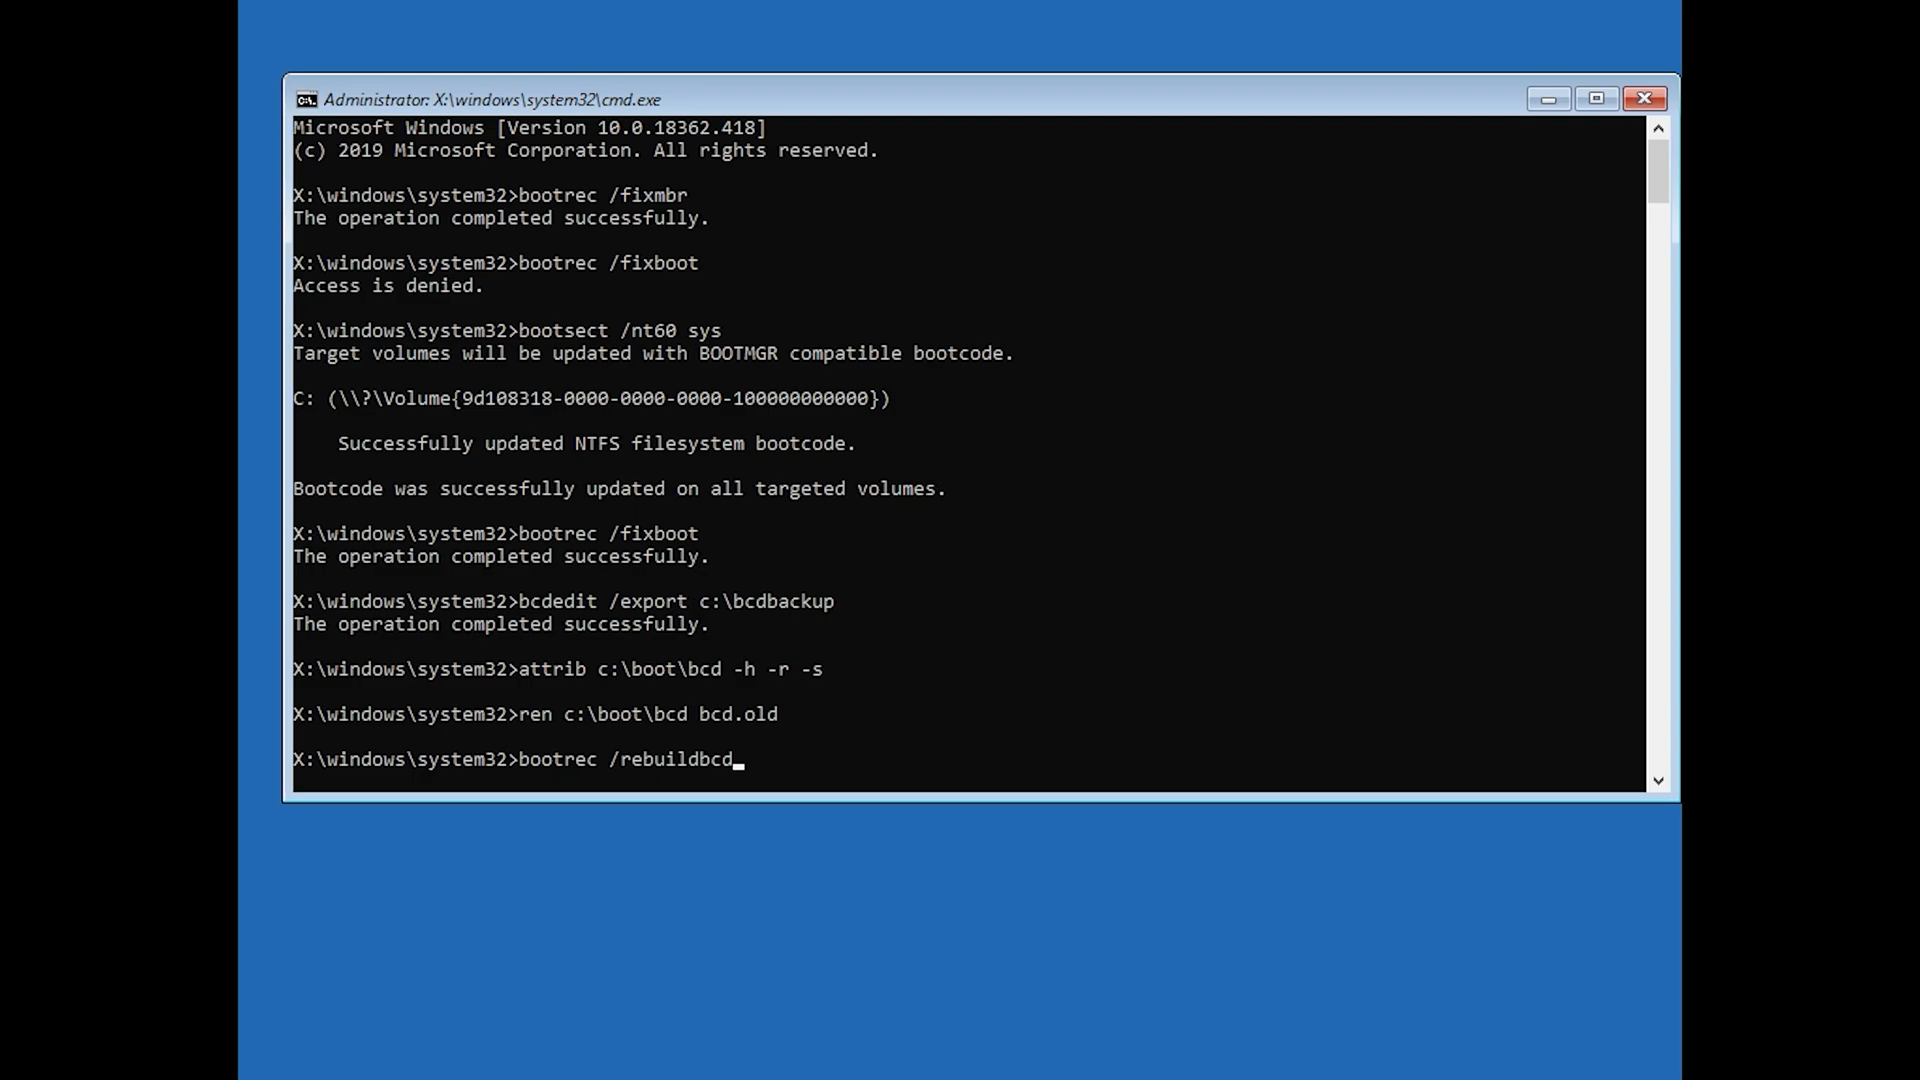 Administrator: X:\windows\system32\cmd.exe
Microsoft Windows [Version 10.0.18362.418]
(c) 2019 Microsoft Corporation. All rights reserved.
X:\windows\system32>bootrec /fixmbr
The operation completed successfully.
X:\windows\system32>bootrec /fixboot
Access is denied.
X:\windows\system32>bootsect /nt60 sys
Target volumes will be updated with BOOTMGR compatible bootcode.
C: (\\?\Volume{9d108318-0000-0000-0000-100000000000})
Successfully updated NTFS filesystem bootcode.
Bootcode was successfully updated on all targeted volumes.
X:\windows\system32>bootrec /fixboot
The operation completed successfully.
X:\windows\system32>bcdedit /export c:\bcdbackup
The operation completed successfully.
X:\windows\system32>attrib c:\boot\bcd -h -r -s
X:\windows\system32>ren c:\boot\bcd bcd.old
X:\windows\system32>bootrec /rebuildbcd